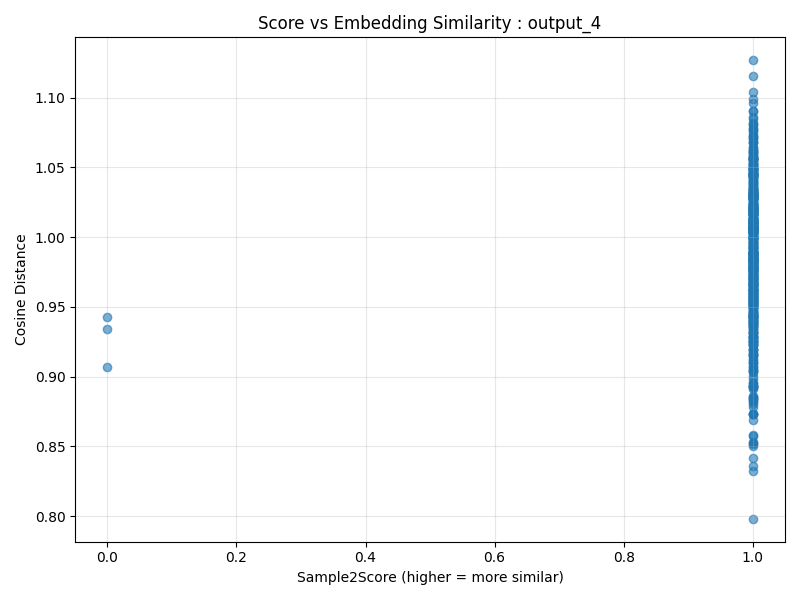 Score vs Embedding Similarity : output_4
Cosine Distance
1.10
1.05
1.00
0.95
0.90
0.85
0.80
0.0 0.2 0.4 0.6 0.8 1.0
Sample2Score (higher = more similar)